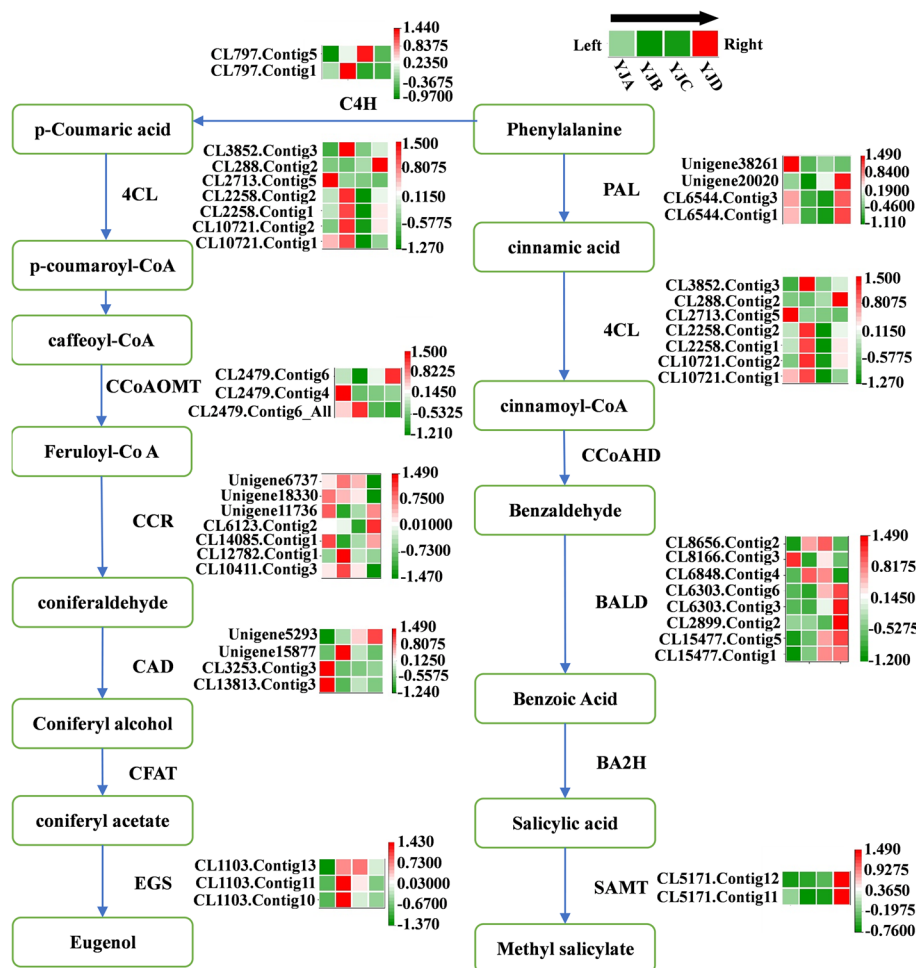 Left
Right
YJA
YJB
YJC
YJD
CL797.Contig5
CL797.Contig1
1.440
0.8375
0.2350
-0.3675
-0.9700
C4H
p-Coumaric acid
Phenylalanine
4CL
CL3852.Contig3
CL288.Contig2
CL2713.Contig5
CL2258.Contig2
CL2258.Contig1
CL10721.Contig2
CL10721.Contig1
1.500
0.8075
0.1150
-0.5775
-1.270
PAL
Unigene38261
Unigene20020
CL6544.Contig3
CL6544.Contig1
1.490
0.8400
0.1900
-0.4600
-1.110
p-coumaroyl-CoA
cinnamic acid
caffeoyl-CoA
4CL
CL3852.Contig3
CL288.Contig2
CL2713.Contig5
CL2258.Contig2
CL2258.Contig1
CL10721.Contig2
CL10721.Contig1
1.500
0.8075
0.1150
-0.5775
-1.270
CCoAOMT
CL2479.Contig6
CL2479.Contig4
CL2479.Contig6_All
1.500
0.8225
0.1450
-0.5325
-1.210
cinnamoyl-CoA
Feruloyl-Co A
CCoAHD
CCR
Unigene6737
Unigene18330
Unigene11736
CL6123.Contig2
CL14085.Contig1
CL12782.Contig1
CL10411.Contig3
1.490
0.7500
0.01000
-0.7300
-1.470
Benzaldehyde
coniferaldehyde
BALD
CL8656.Contig2
CL8166.Contig3
CL6848.Contig4
CL6303.Contig6
CL6303.Contig3
CL2899.Contig2
CL15477.Contig5
CL15477.Contig1
1.490
0.8175
0.1450
-0.5275
-1.200
CAD
Unigene5293
Unigene15877
CL3253.Contig3
CL13813.Contig3
1.490
0.8075
0.1250
-0.5575
-1.240
Coniferyl alcohol
Benzoic Acid
CFAT
BA2H
coniferyl acetate
Salicylic acid
EGS
CL1103.Contig13
CL1103.Contig11
CL1103.Contig10
1.430
0.7300
0.03000
-0.6700
-1.370
SAMT
CL5171.Contig12
CL5171.Contig11
1.490
0.9275
0.3650
-0.1975
-0.7600
Eugenol
Methyl salicylate